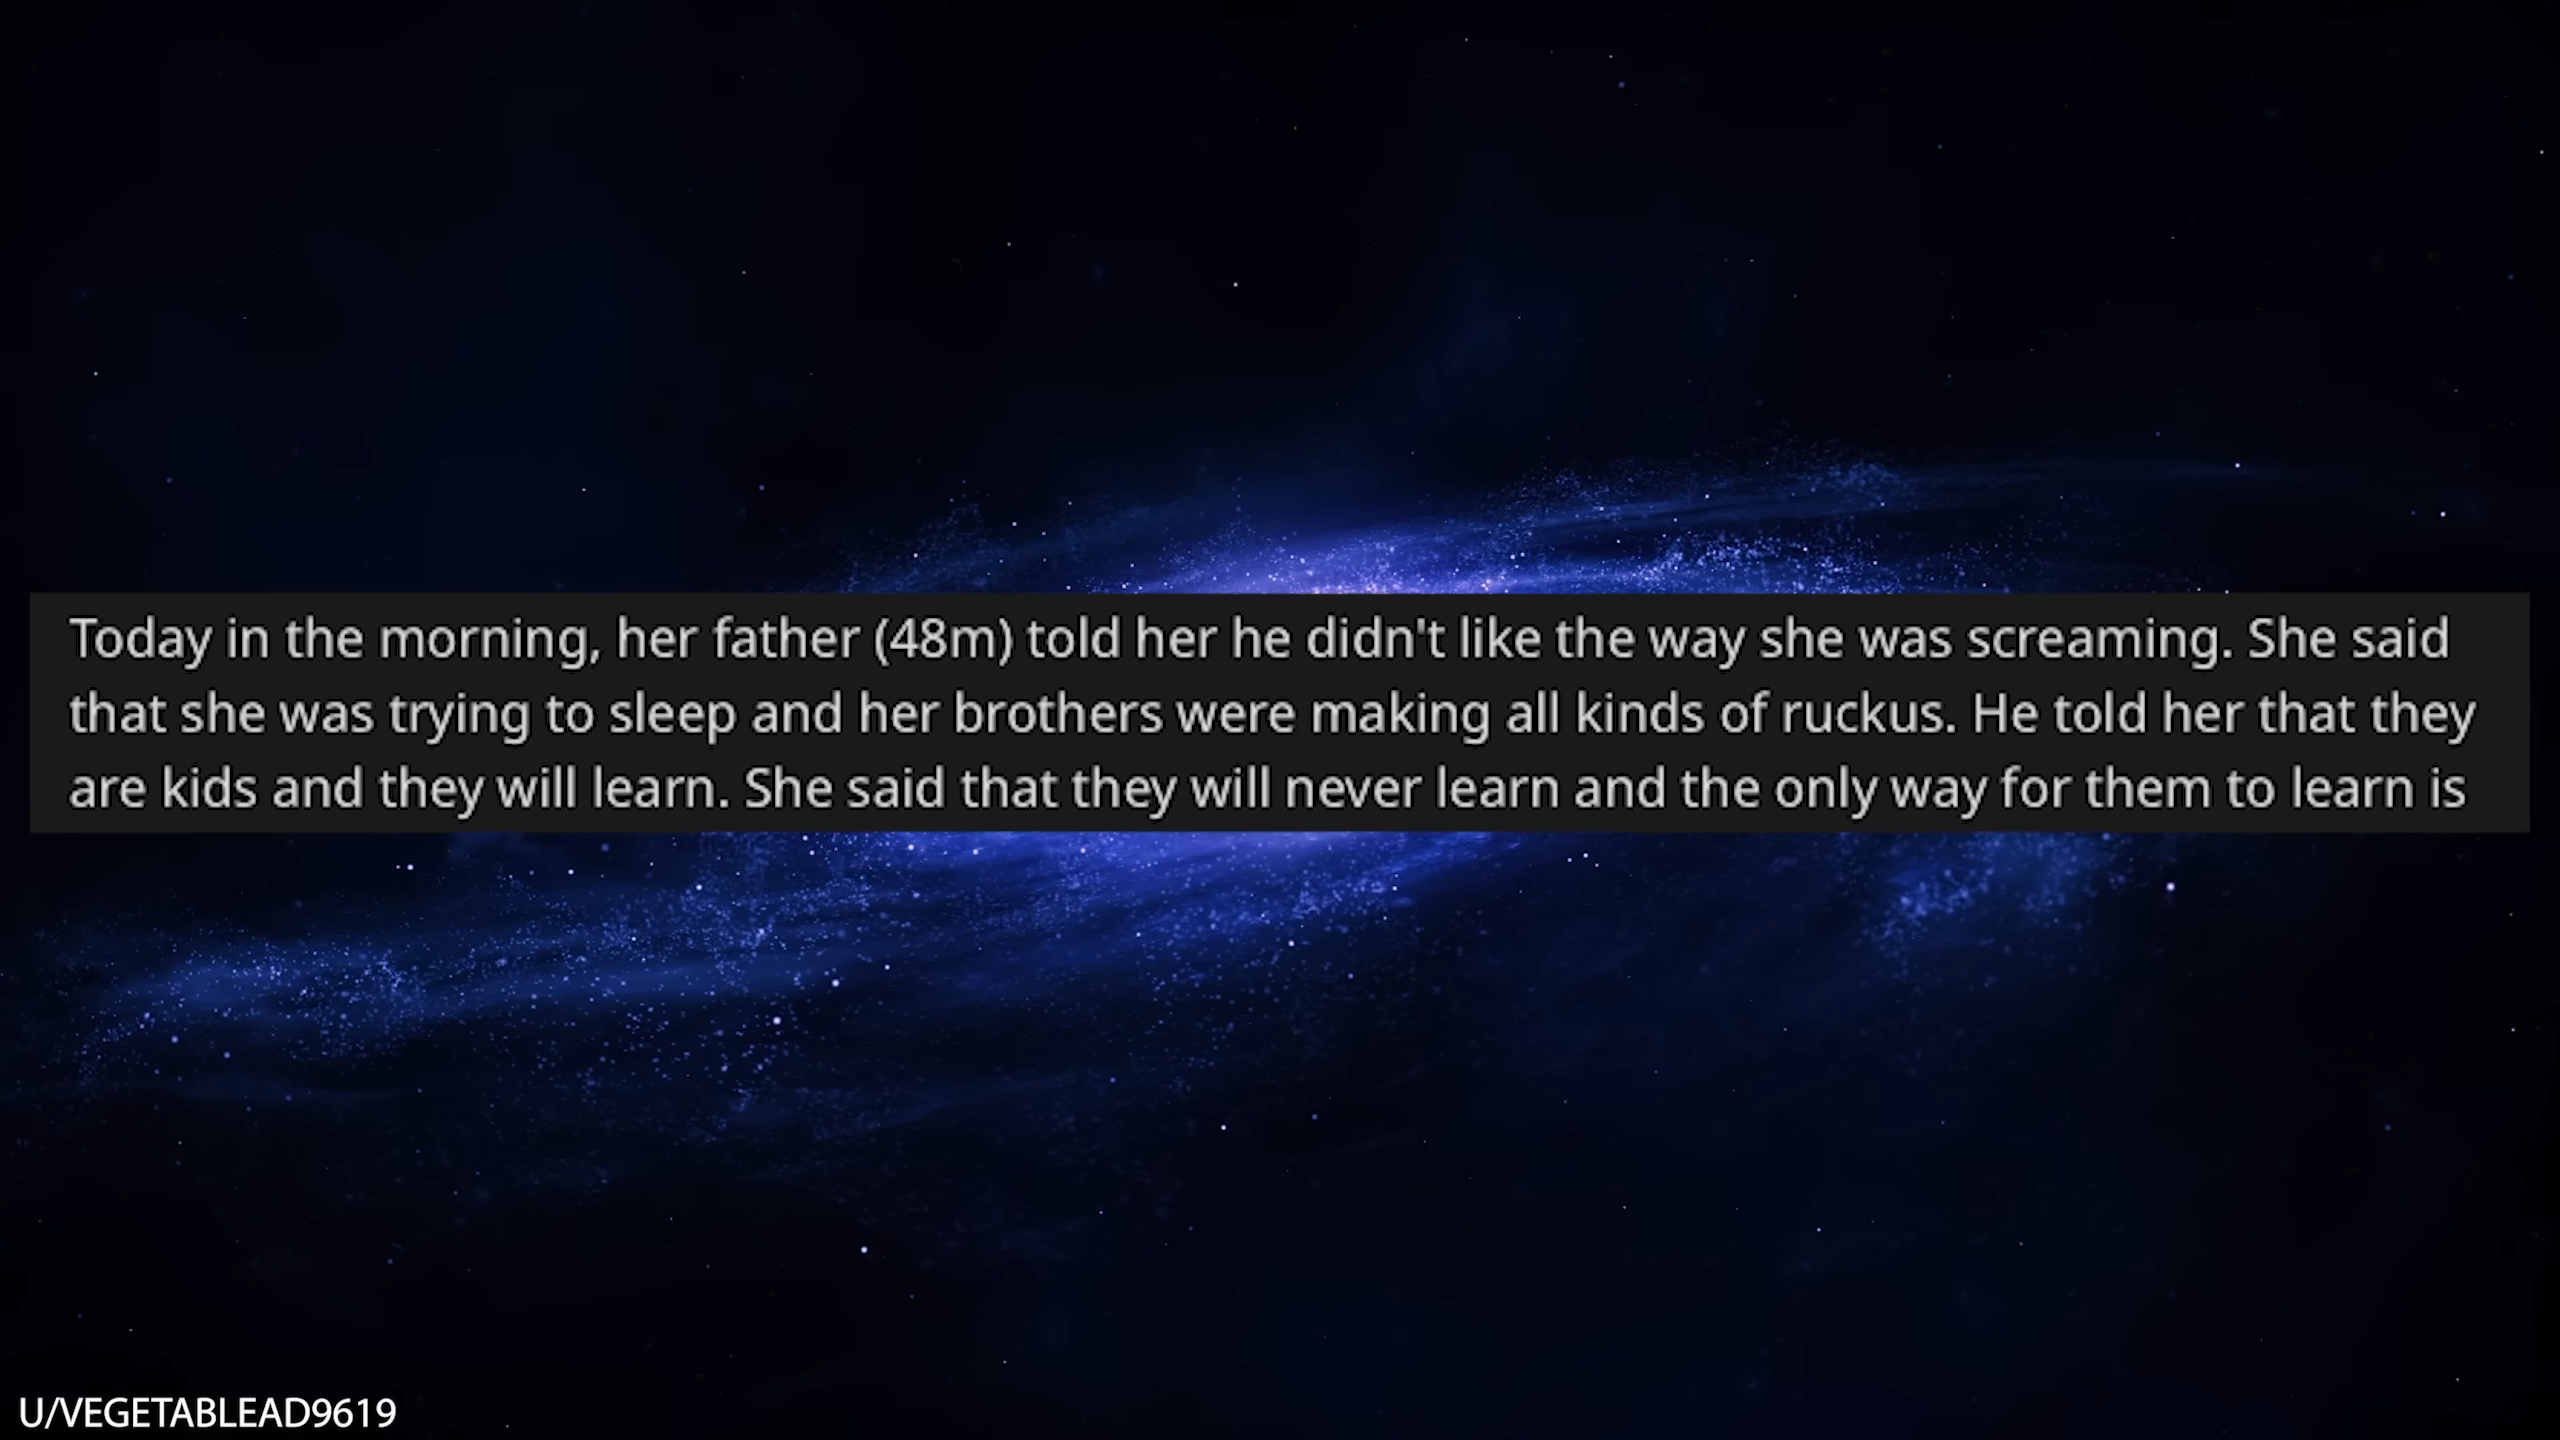 Today in the morning, her father (48m) told her he didn't like the way she was screaming. She said
that she was trying to sleep and her brothers were making all kinds of ruckus. He told her that they
are kids and they will learn. She said that they will never learn and the only way for them to learn is
U/VEGETABLEAD9619